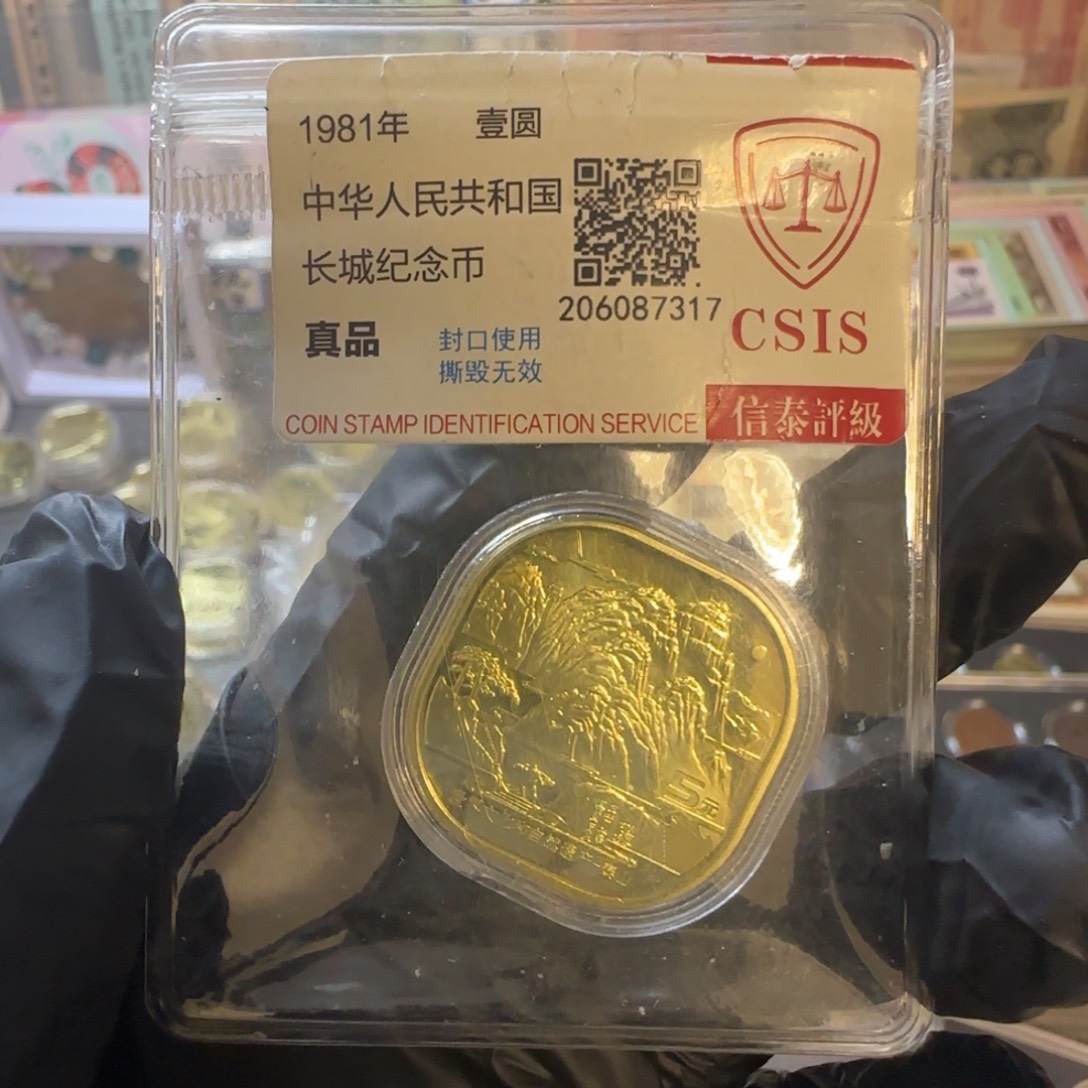 1981年 壹圆
中华人民共和国
长城纪念币
206087317
真品
封口使用
撕毁无效
CSIS
COIN STAMP IDENTIFICATION SERVICE
信泰評級
5元